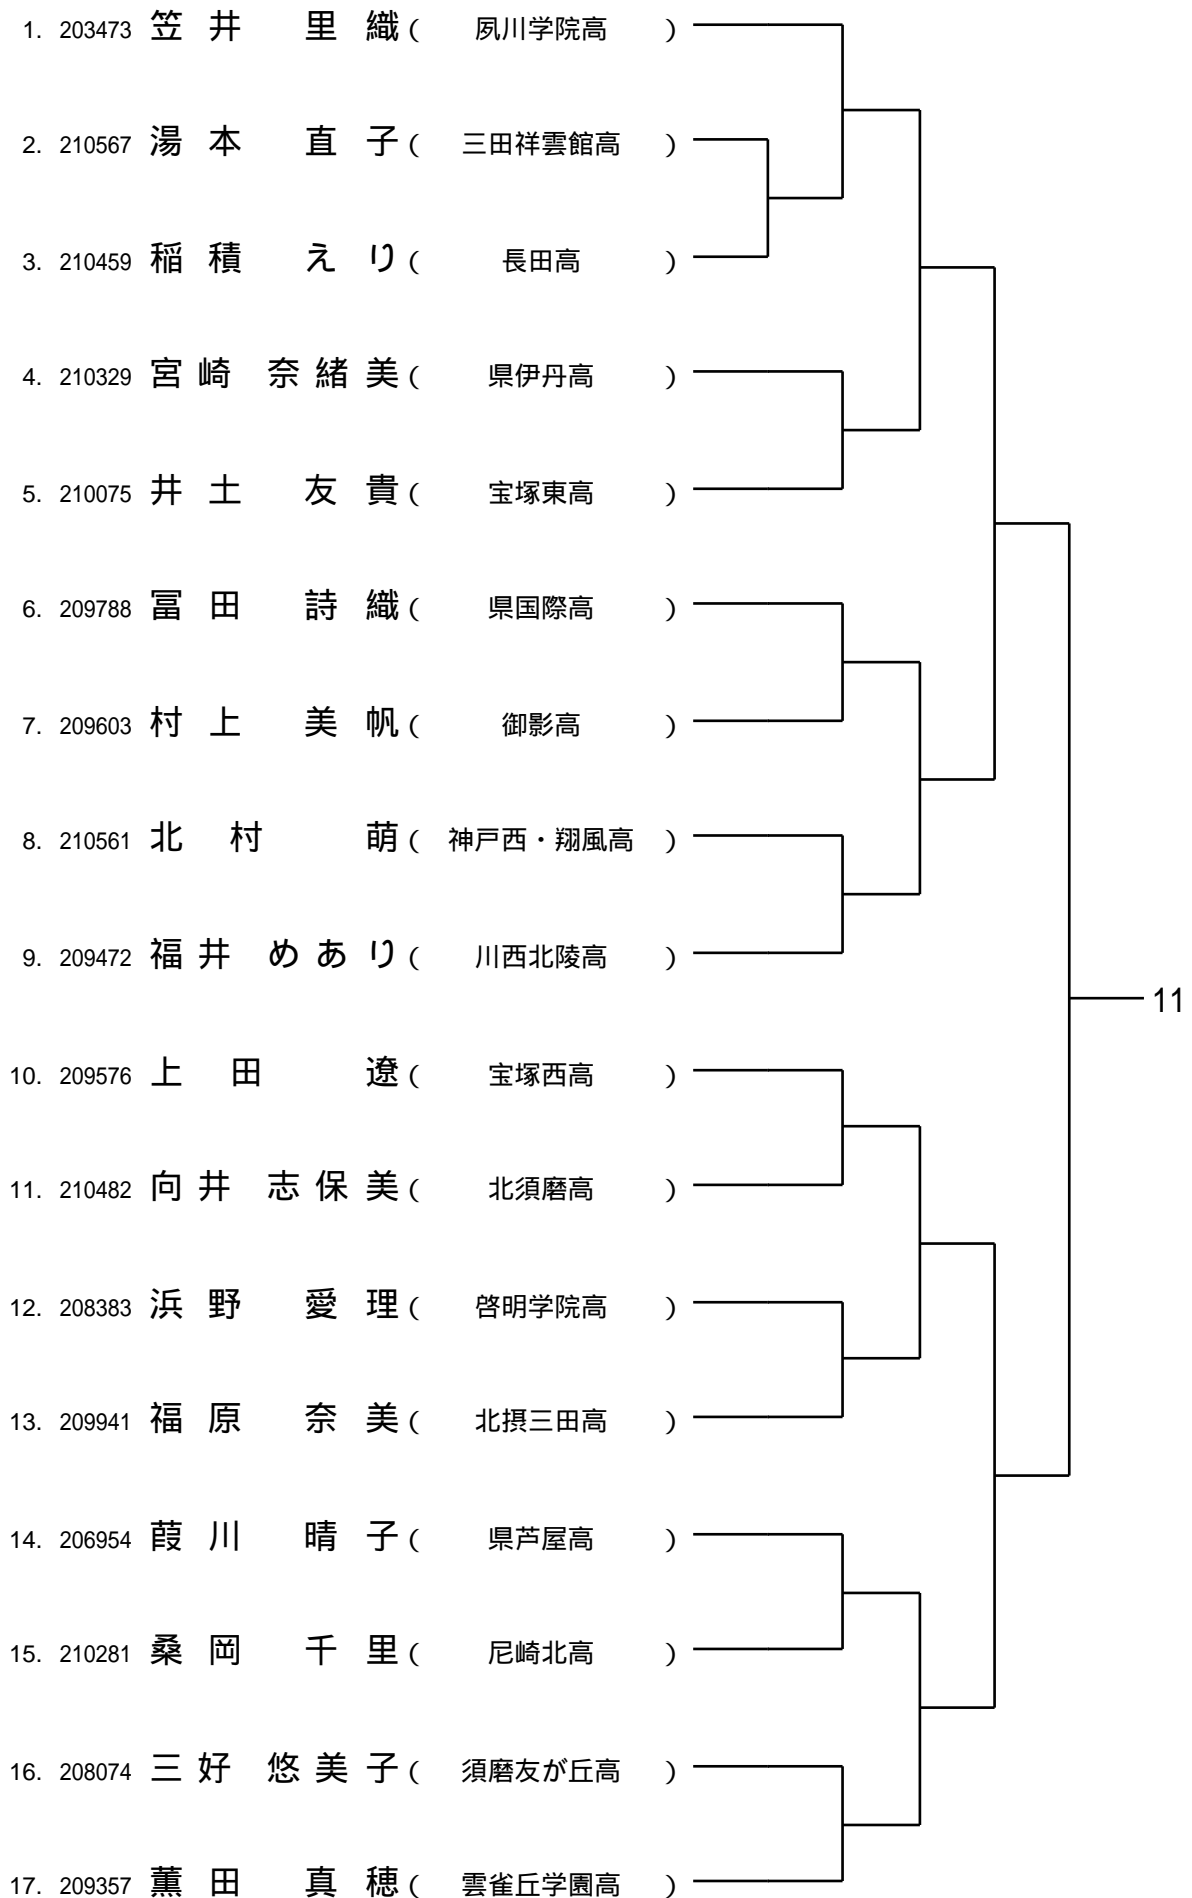 1. 203473 笠井 里織 ( 夙川学院高 )
2. 210567 湯本 直子 ( 三田祥雲館高 )
3. 210459 稲積 えり ( 長田高 )
4. 210329 宮崎 奈緒美 ( 県伊丹高 )
5. 210075 井土 友貴 ( 宝塚東高 )
6. 209788 冨田 詩織 ( 県国際高 )
7. 209603 村上 美帆 ( 御影高 )
8. 210561 北村 萌 ( 神戸西・翔風高 )
9. 209472 福井 めあり ( 川西北陵高 )
11
10. 209576 上田 遼 ( 宝塚西高 )
11. 210482 向井 志保美 ( 北須磨高 )
12. 208383 浜野 愛理 ( 啓明学院高 )
13. 209941 福原 奈美 ( 北摂三田高 )
14. 206954 葭川 晴子 ( 県芦屋高 )
15. 210281 桑岡 千里 ( 尼崎北高 )
16. 208074 三好 悠美子 ( 須磨友が丘高 )
17. 209357 薫田 真穂 ( 雲雀丘学園高 )